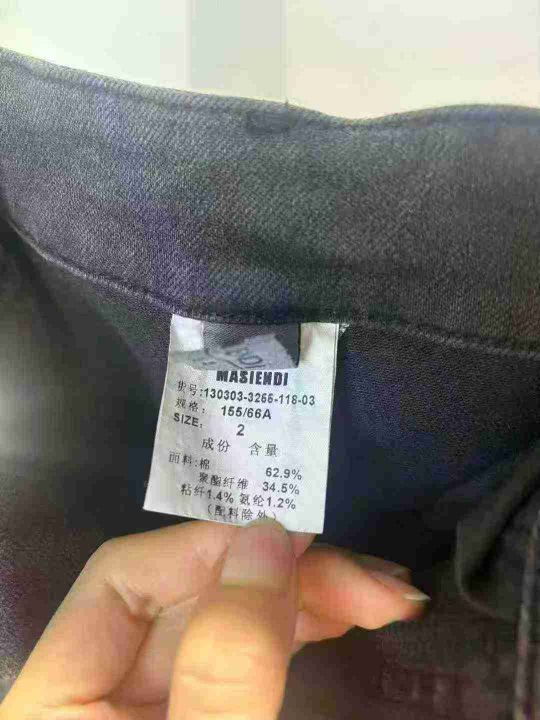 MASIENDI
货号:130303-3266-118-03
规格: 155/66A
SIZE: 2
成份 含量
面料:棉 62.9%
聚酯纤维 34.5%
粘纤1.4% 氨纶1.2%
(配料除外)